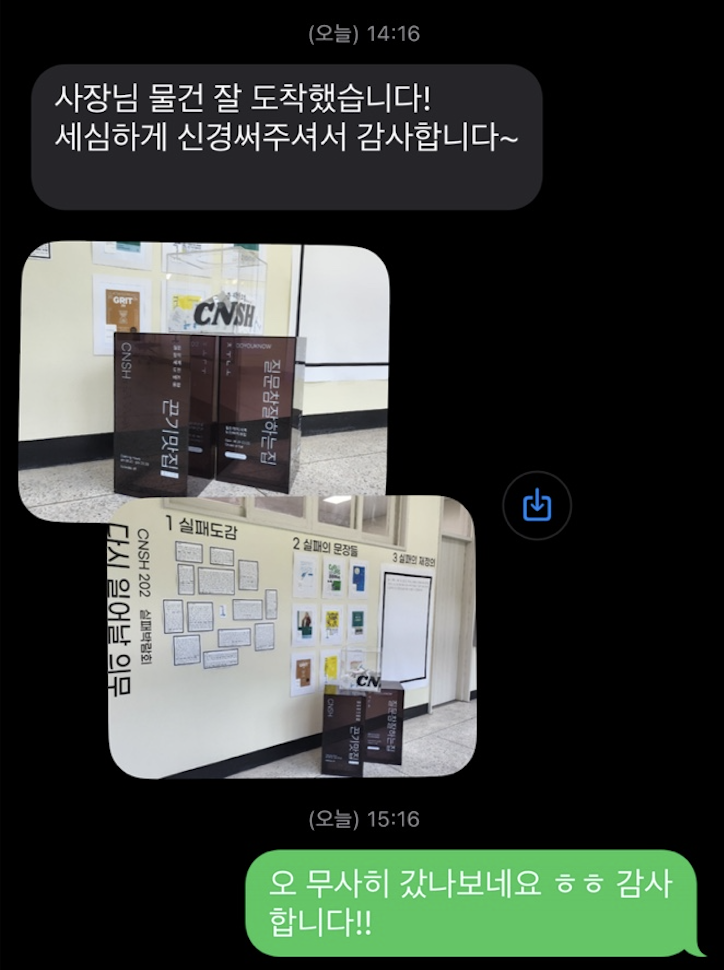 (오늘) 14:16
사장님 물건 잘 도착했습니다!
세심하게 신경써주셔서 감사합니다~
GRIT
CNSH
CNSH
끈기맛집
DOYOUKNOW
질문참잘하는집
다시 일어날 의무
CNSH 202 실패박람회
1 실패도감
2 실패의 문장들
3 실패의 재정의
CN
CNSH
끈기맛집
질문참잘하는집
(오늘) 15:16
오 무사히 갔나보네요 ㅎㅎ 감사
합니다!!